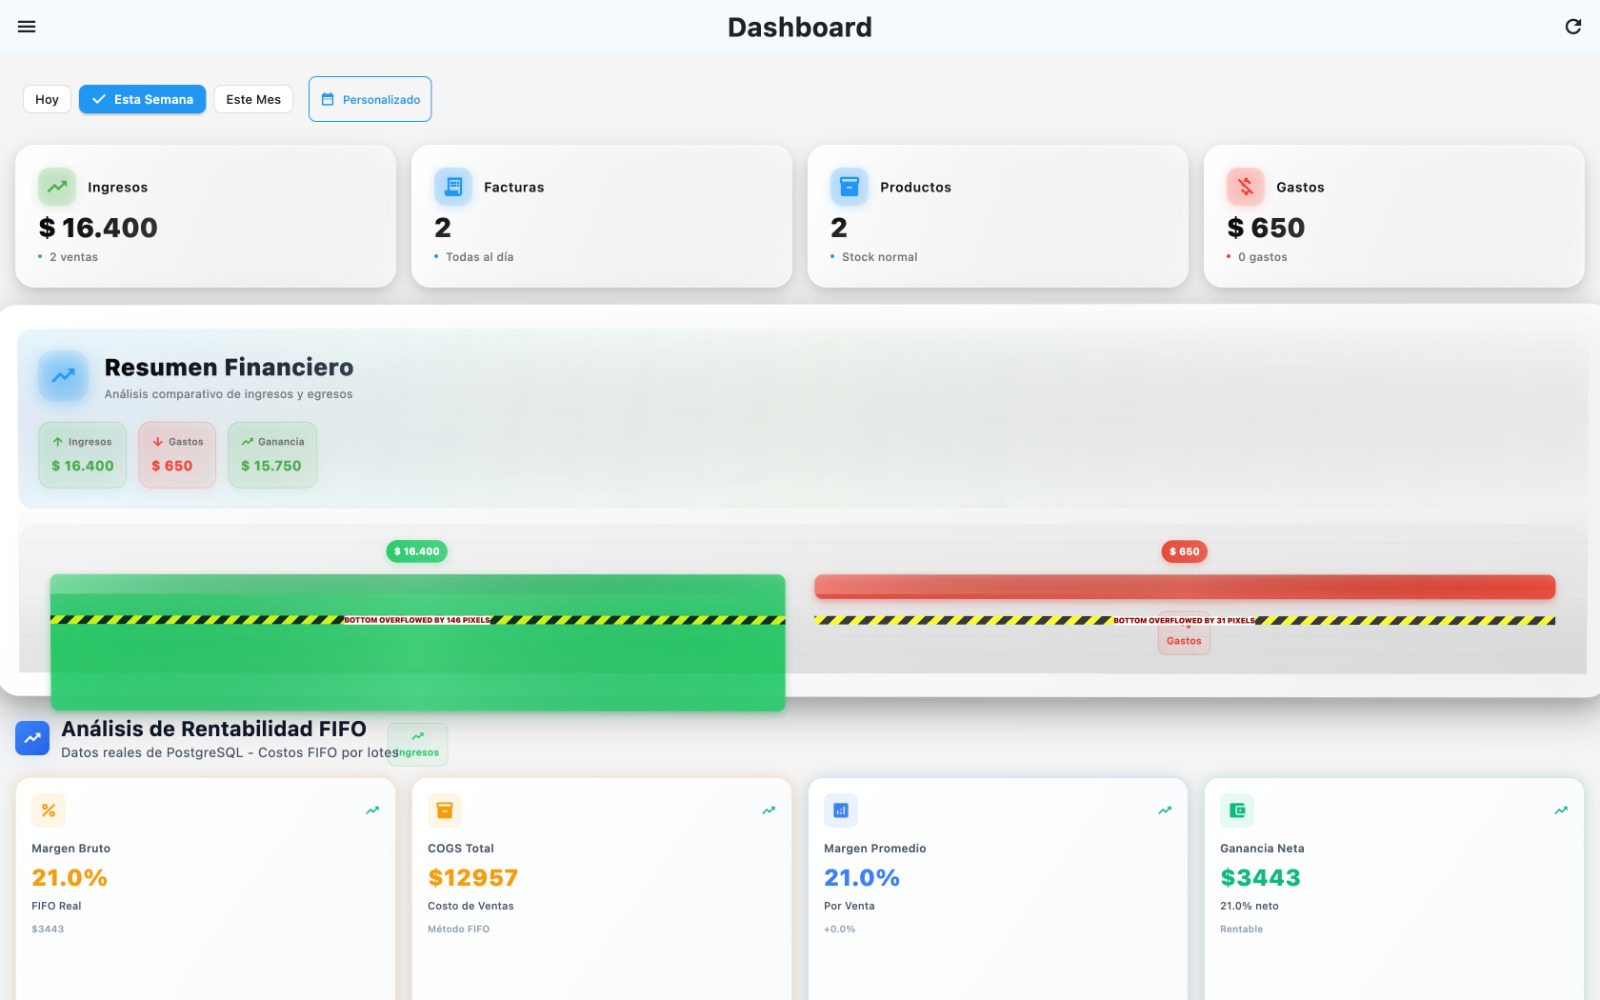 Dashboard
Hoy
Esta Semana
Este Mes
Personalizado
Ingresos
$ 16.400
2 ventas
Facturas
2
Todas al día
Productos
2
Stock normal
Gastos
$ 650
0 gastos
Resumen Financiero
Análisis comparativo de ingresos y egresos
Ingresos
$ 16.400
Gastos
$ 650
Ganancia
$ 15.750
$ 16.400
$ 650
BOTTOM OVERFLOWED BY 146 PIXELS
BOTTOM OVERFLOWED BY 31 PIXELS
Gastos
Análisis de Rentabilidad FIFO
Datos reales de PostgreSQL - Costos FIFO por lotes
Ingresos
Margen Bruto
21.0%
FIFO Real
$3443
COGS Total
$12957
Costo de Ventas
Método FIFO
Margen Promedio
21.0%
Por Venta
+0.0%
Ganancia Neta
$3443
21.0% neto
Rentable